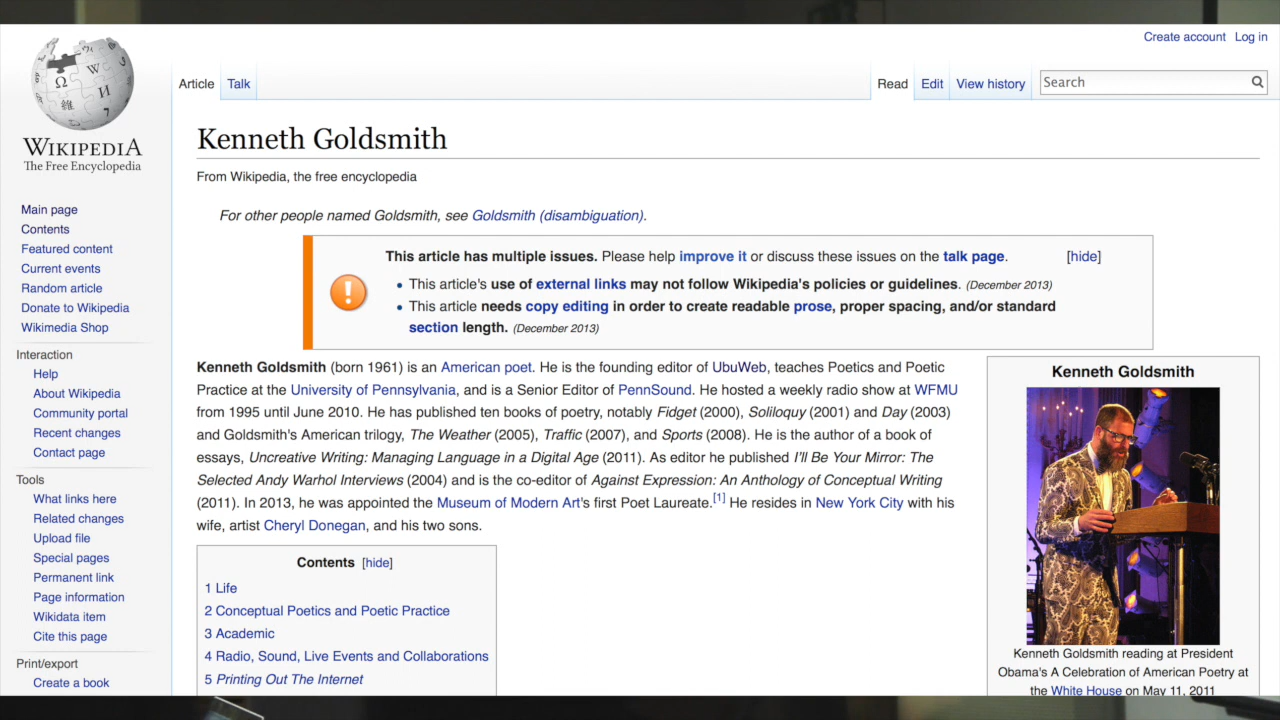 Create account Log in
Article Talk Read Edit View history Search
WIKIPEDIA
The Free Encyclopedia
Main page
Contents
Featured content
Current events
Random article
Donate to Wikipedia
Wikimedia Shop
Interaction
Help
About Wikipedia
Community portal
Recent changes
Contact page
Tools
What links here
Related changes
Upload file
Special pages
Permanent link
Page information
Wikidata item
Cite this page
Print/export
Create a book
Kenneth Goldsmith
From Wikipedia, the free encyclopedia
For other people named Goldsmith, see Goldsmith (disambiguation).
This article has multiple issues. Please help improve it or discuss these issues on the talk page. [hide]
• This article's use of external links may not follow Wikipedia's policies or guidelines. (December 2013)
• This article needs copy editing in order to create readable prose, proper spacing, and/or standard
section length. (December 2013)
Kenneth Goldsmith (born 1961) is an American poet. He is the founding editor of UbuWeb, teaches Poetics and Poetic
Practice at the University of Pennsylvania, and is a Senior Editor of PennSound. He hosted a weekly radio show at WFMU
from 1995 until June 2010. He has published ten books of poetry, notably Fidget (2000), Soliloquy (2001) and Day (2003)
and Goldsmith's American trilogy, The Weather (2005), Traffic (2007), and Sports (2008). He is the author of a book of
essays, Uncreative Writing: Managing Language in a Digital Age (2011). As editor he published I'll Be Your Mirror: The
Selected Andy Warhol Interviews (2004) and is the co-editor of Against Expression: An Anthology of Conceptual Writing
(2011). In 2013, he was appointed the Museum of Modern Art's first Poet Laureate.[1] He resides in New York City with his
wife, artist Cheryl Donegan, and his two sons.
Contents [hide]
1 Life
2 Conceptual Poetics and Poetic Practice
3 Academic
4 Radio, Sound, Live Events and Collaborations
5 Printing Out The Internet
Kenneth Goldsmith
Kenneth Goldsmith reading at President
Obama's A Celebration of American Poetry at
the White House on May 11, 2011